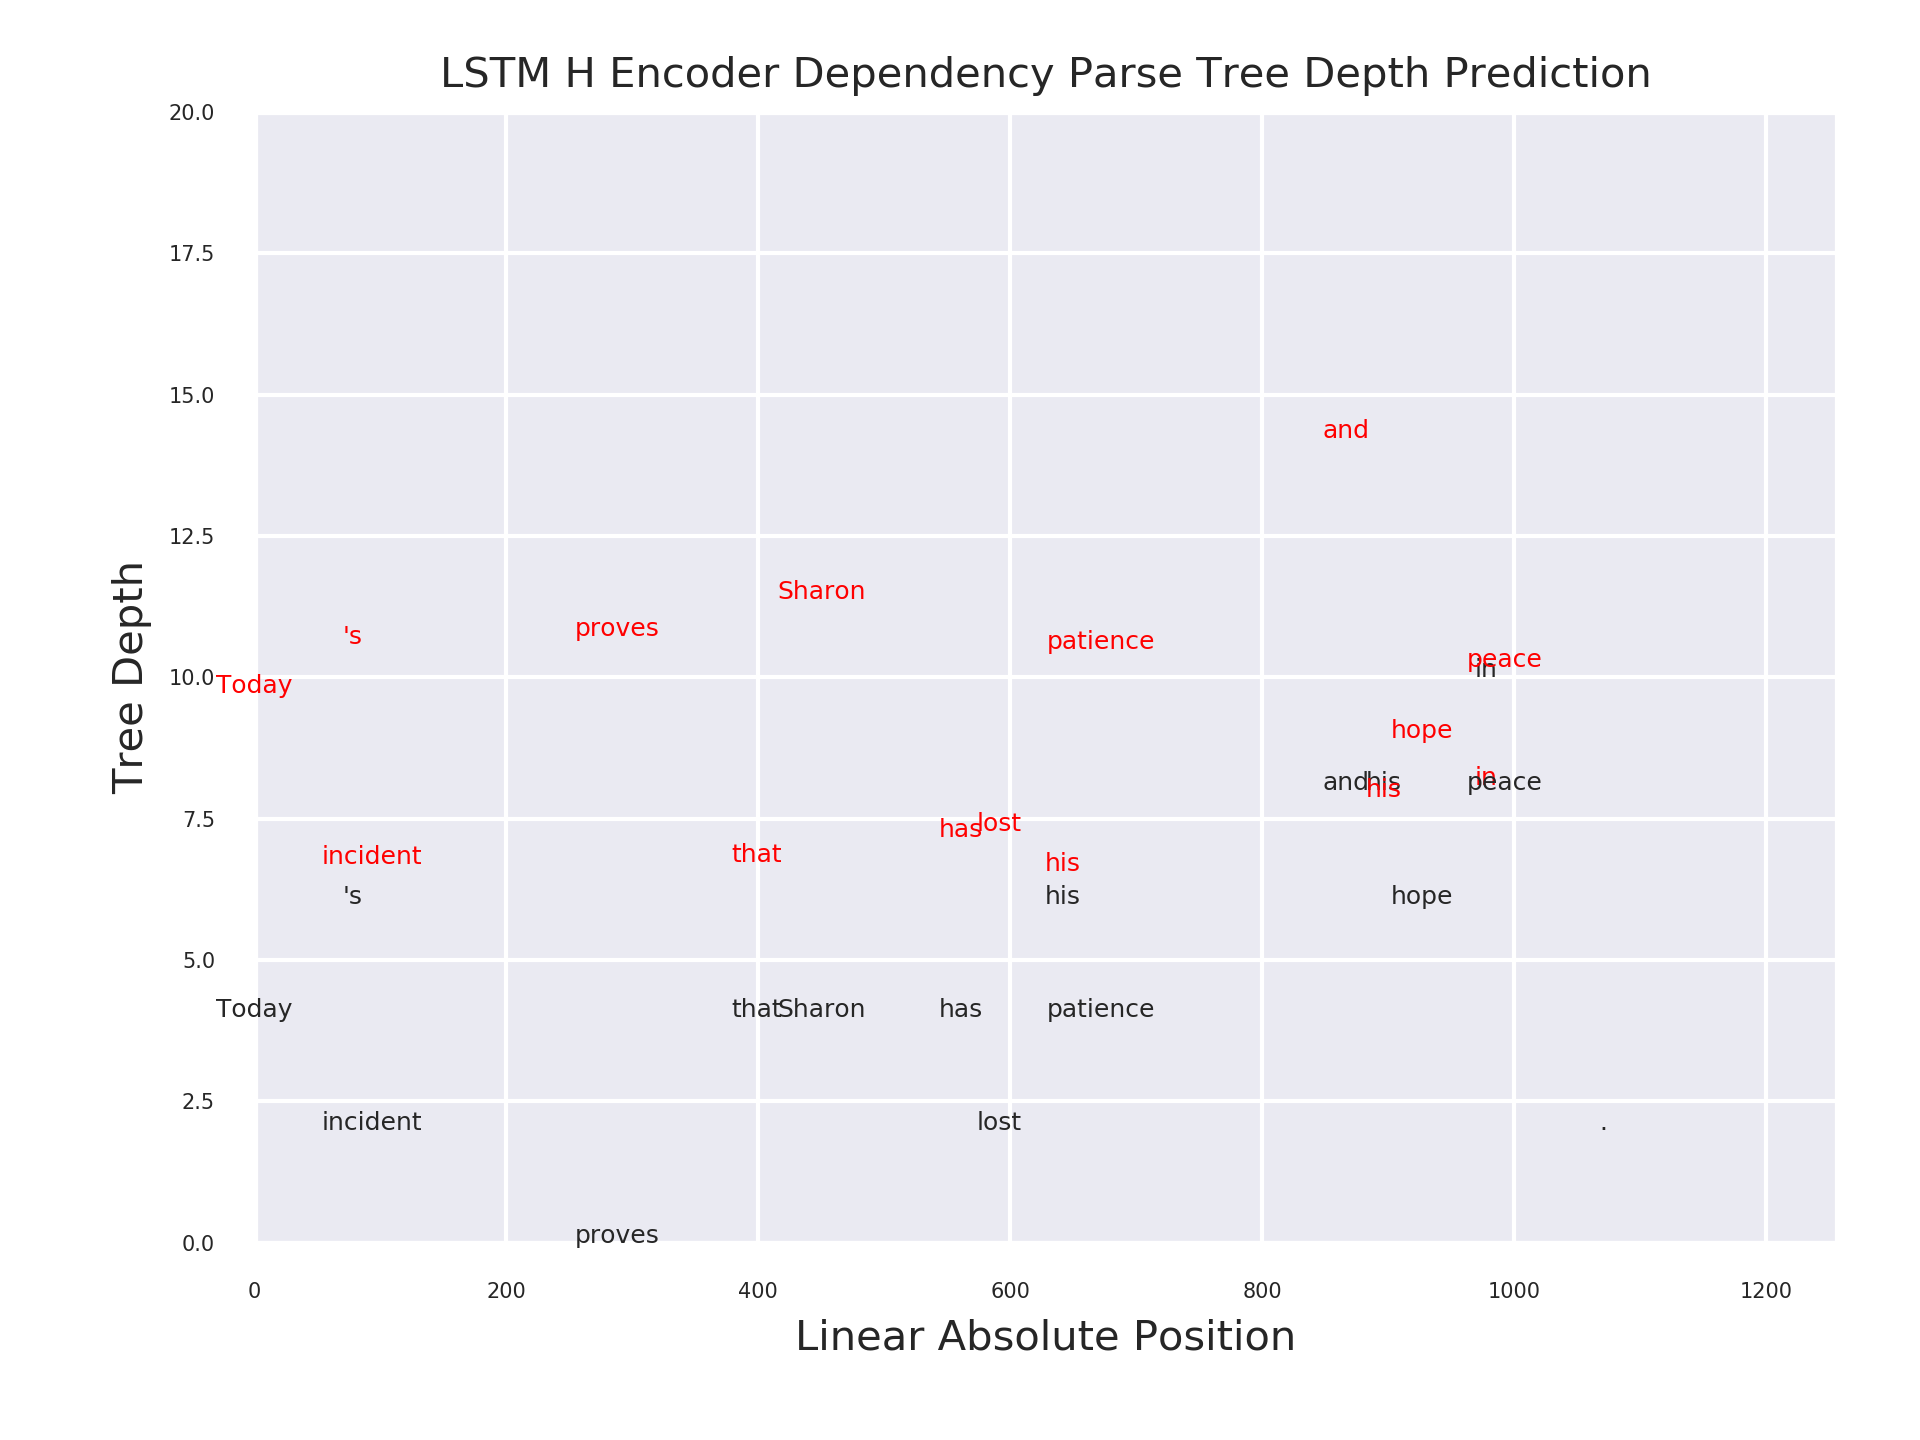 LSTM H Encoder Dependency Parse Tree Depth Prediction
20.0
17.5
15.0
and
12.5
Sharon
proves
's
patience
peace
in
10.0
Today
hope
in
and his peace
his
7.5
lost
has
that
incident
his
's his hope
5.0
Today that Sharon has patience
2.5
incident lost .
proves
0.0
0 200 400 600 800 1000 1200
Tree Depth
Linear Absolute Position